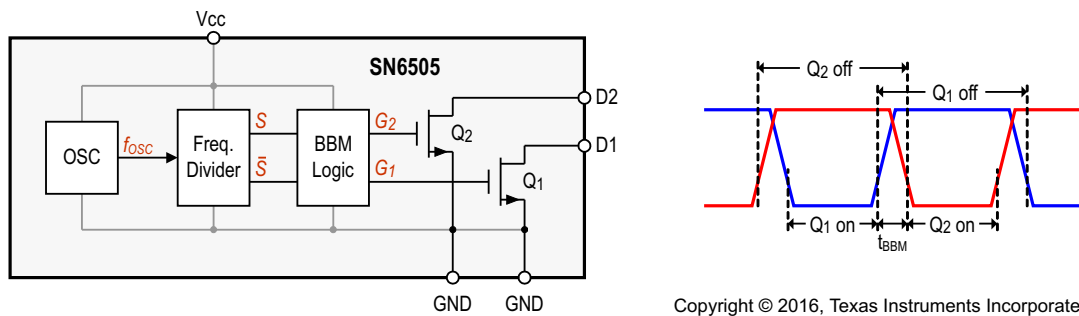 Vcc
SN6505
OSC
fOSC
Freq.
Divider
S
S̄
BBM
Logic
G2
G1
Q2
Q1
D2
D1
GND
GND
Q2 off
Q1 off
Q1 on
tBBM
Q2 on
Copyright © 2016, Texas Instruments Incorporate